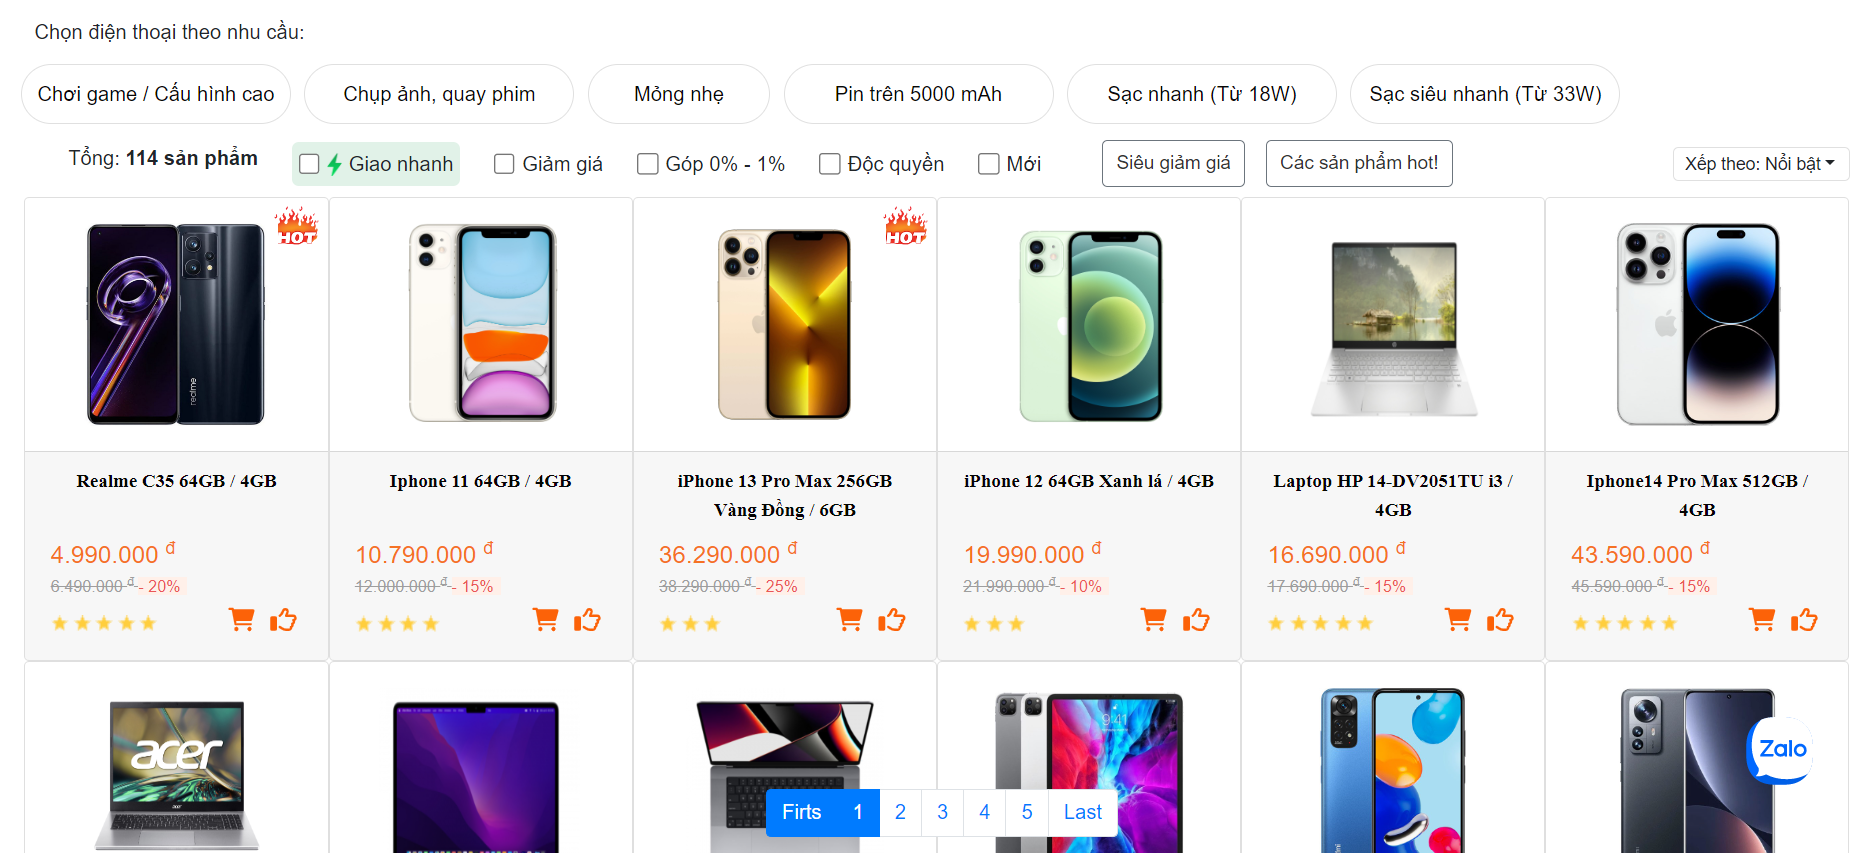 Chọn điện thoại theo nhu cầu:
Chơi game / Cấu hình cao
Chụp ảnh, quay phim
Mỏng nhẹ
Pin trên 5000 mAh
Sạc nhanh (Từ 18W)
Sạc siêu nhanh (Từ 33W)
Tổng: 114 sản phẩm
Giao nhanh
Giảm giá
Góp 0% - 1%
Độc quyền
Mới
Siêu giảm giá
Các sản phẩm hot!
Xếp theo: Nổi bật
HOT
realme
HOT
Realme C35 64GB / 4GB
4.990.000 đ
6.490.000 đ - 20%
Iphone 11 64GB / 4GB
10.790.000 đ
12.000.000 đ - 15%
iPhone 13 Pro Max 256GB
Vàng Đồng / 6GB
36.290.000 đ
38.290.000 đ - 25%
iPhone 12 64GB Xanh lá / 4GB
19.990.000 đ
21.990.000 đ - 10%
Laptop HP 14-DV2051TU i3 /
4GB
16.690.000 đ
17.690.000 đ - 15%
Iphone14 Pro Max 512GB /
4GB
43.590.000 đ
45.590.000 đ - 15%
acer
acer
9:41
Zalo
Firts
1
2
3
4
5
Last